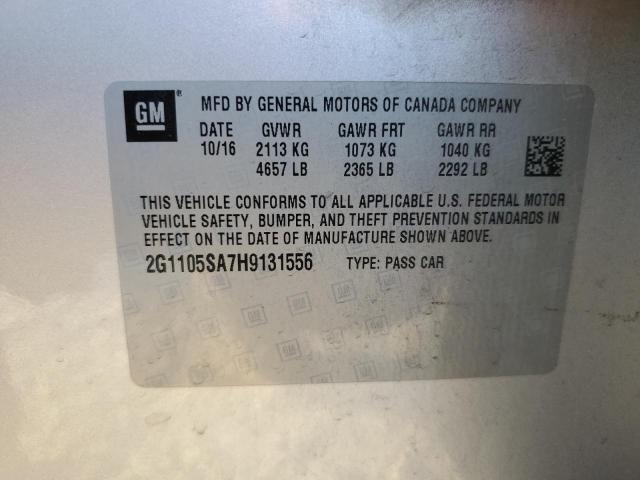 GM ®
MFD BY GENERAL MOTORS OF CANADA COMPANY
DATE GVWR GAWR FRT GAWR RR
10/16 2113 KG 1073 KG 1040 KG
4657 LB 2365 LB 2292 LB
THIS VEHICLE CONFORMS TO ALL APPLICABLE U.S. FEDERAL MOTOR
VEHICLE SAFETY, BUMPER, AND THEFT PREVENTION STANDARDS IN
EFFECT ON THE DATE OF MANUFACTURE SHOWN ABOVE.
2G1105SA7H9131556 TYPE: PASS CAR